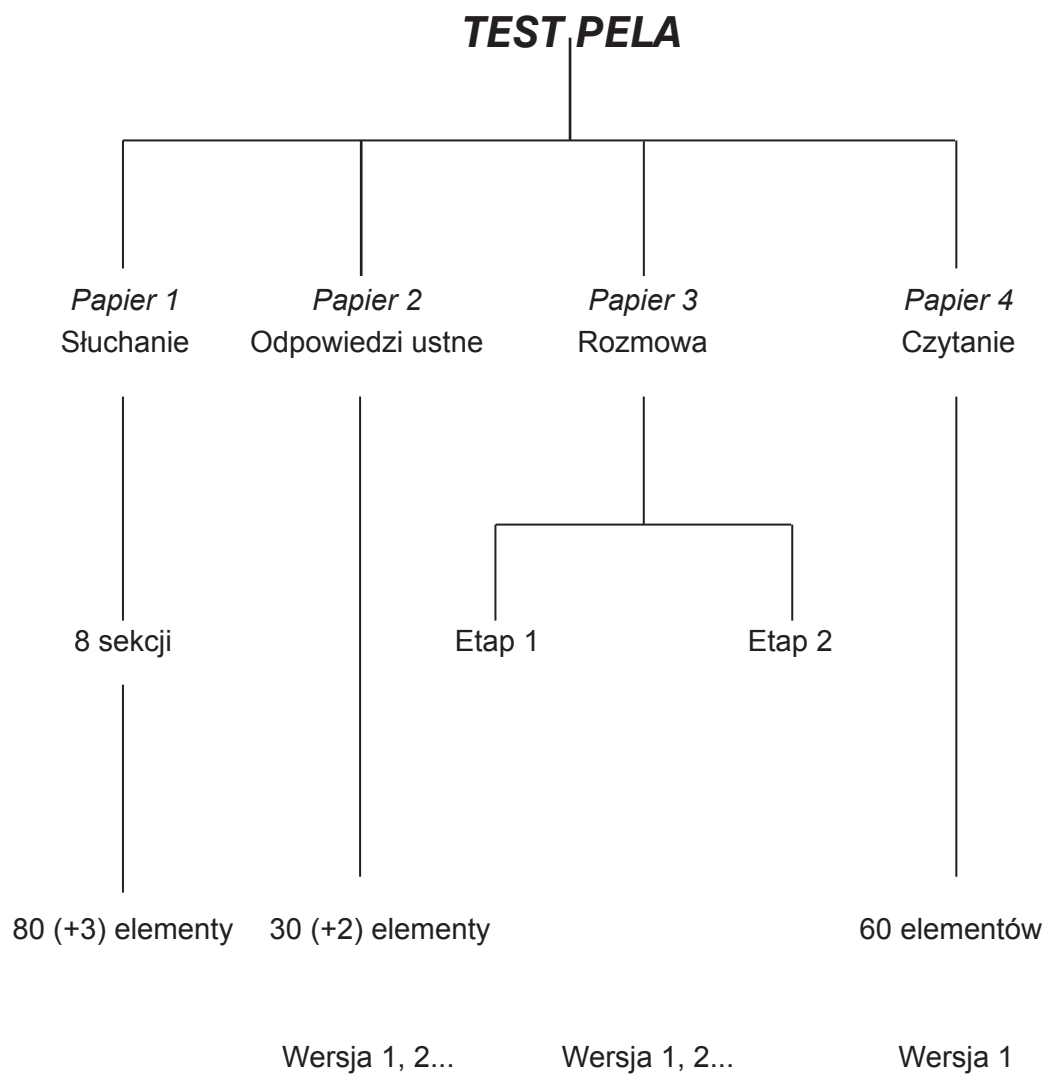 TEST PELA
Papier 1
Słuchanie
Papier 2
Odpowiedzi ustne
Papier 3
Rozmowa
Papier 4
Czytanie
8 sekcji
Etap 1
Etap 2
80 (+3) elementy
30 (+2) elementy
60 elementów
Wersja 1, 2...
Wersja 1, 2...
Wersja 1